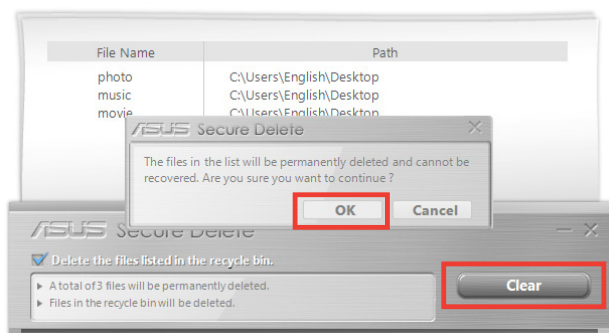 File Name Path
photo C:\Users\English\Desktop
music C:\Users\English\Desktop
movie C:\Users\English\Desktop
ASUS Secure Delete
The files in the list will be permanently deleted and cannot be
recovered. Are you sure you want to continue ?
OK Cancel
ASUS Secure Delete
Delete the files listed in the recycle bin.
A total of 3 files will be permanently deleted.
Files in the recycle bin will be deleted.
Clear